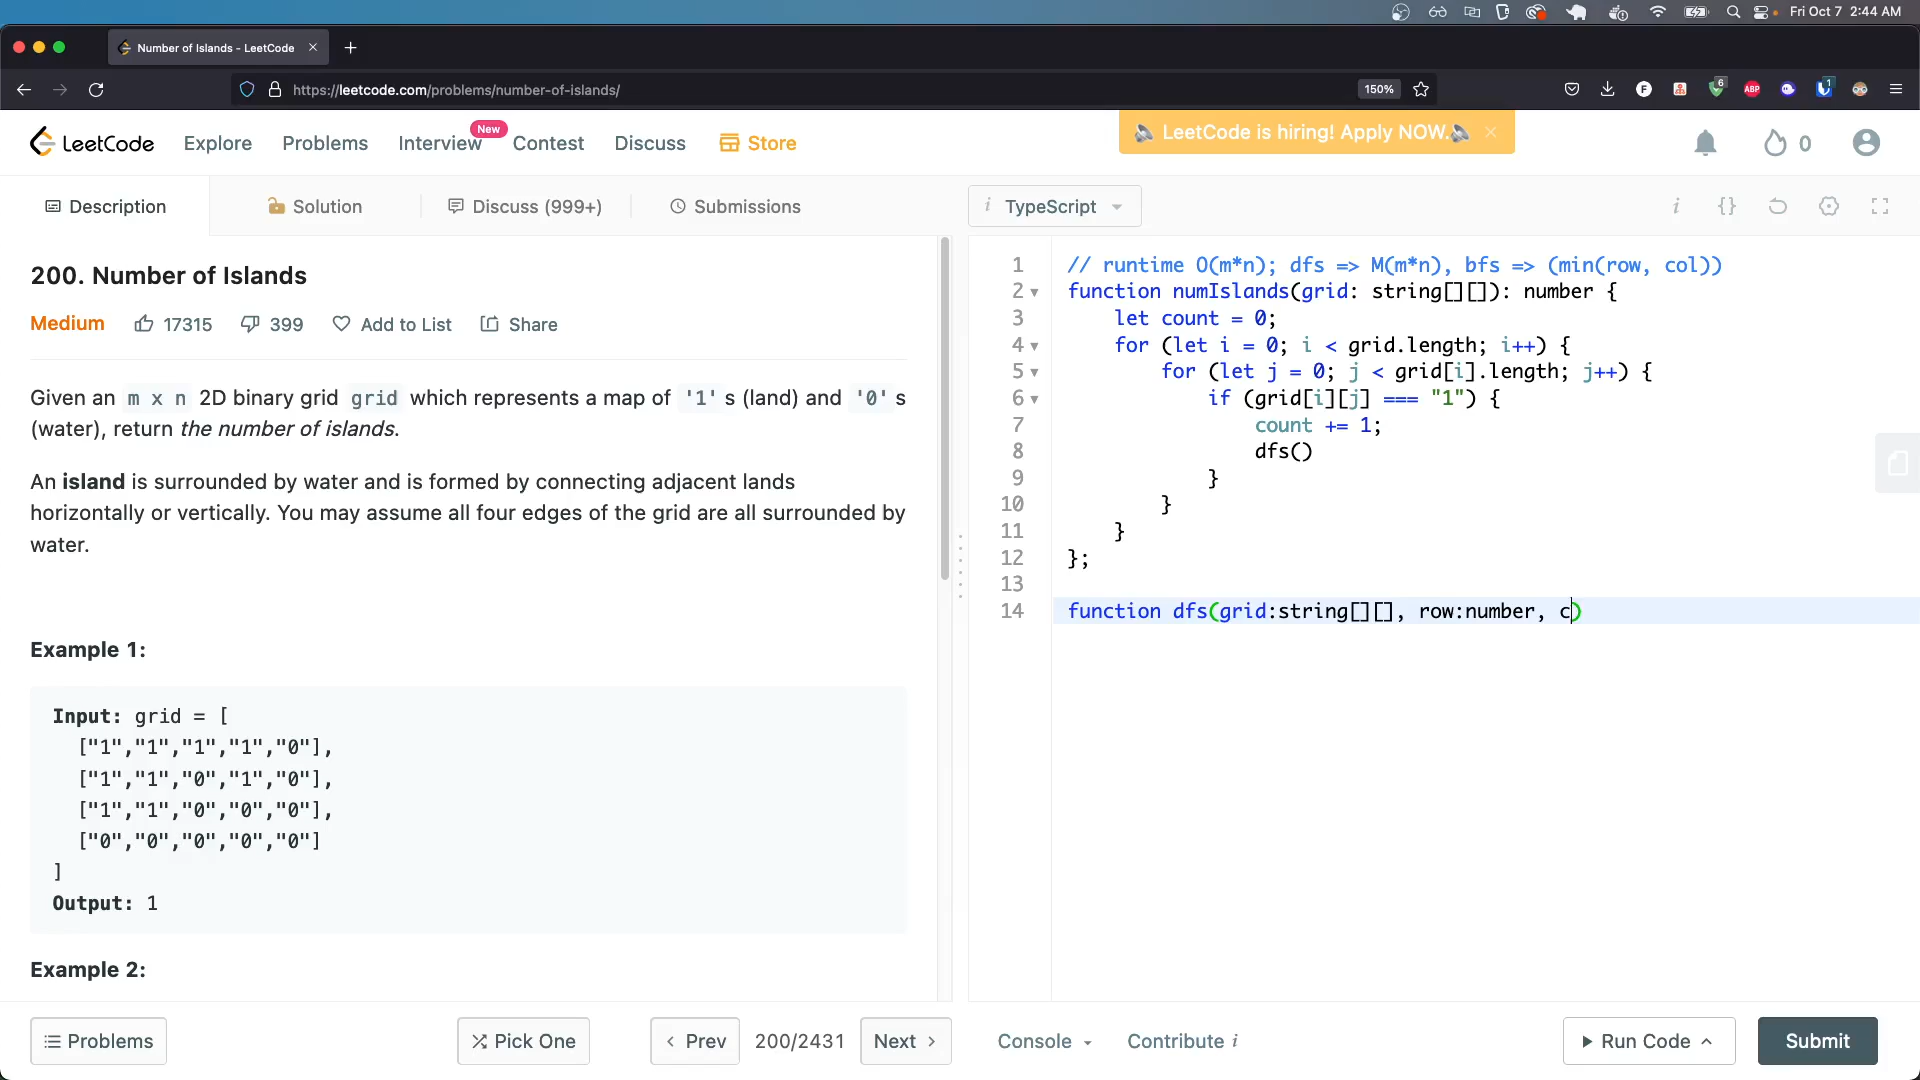 Fri Oct 7 2:44 AM
Number of Islands - LeetCode
https://leetcode.com/problems/number-of-islands/
150%
6
ABP
1
LeetCode
Explore
Problems
Interview
New
Contest
Discuss
Store
LeetCode is hiring! Apply NOW.
0
Description
Solution
Discuss (999+)
Submissions
i TypeScript
i {}
200. Number of Islands
Medium 17315 399 Add to List Share
Given an m x n 2D binary grid grid which represents a map of '1' s (land) and '0' s
(water), return the number of islands.
An island is surrounded by water and is formed by connecting adjacent lands
horizontally or vertically. You may assume all four edges of the grid are all surrounded by
water.
Example 1:
Input: grid = [
["1","1","1","1","0"],
["1","1","0","1","0"],
["1","1","0","0","0"],
["0","0","0","0","0"]
]
Output: 1
Example 2:
1 // runtime O(m*n); dfs => M(m*n), bfs => (min(row, col))
2 function numIslands(grid: string[][]): number {
3 let count = 0;
4 for (let i = 0; i < grid.length; i++) {
5 for (let j = 0; j < grid[i].length; j++) {
6 if (grid[i][j] === "1") {
7 count += 1;
8 dfs()
9 }
10 }
11 }
12 };
13
14 function dfs(grid:string[][], row:number, c)
Problems
Pick One
Prev
200/2431
Next
Console
Contribute i
Run Code
Submit